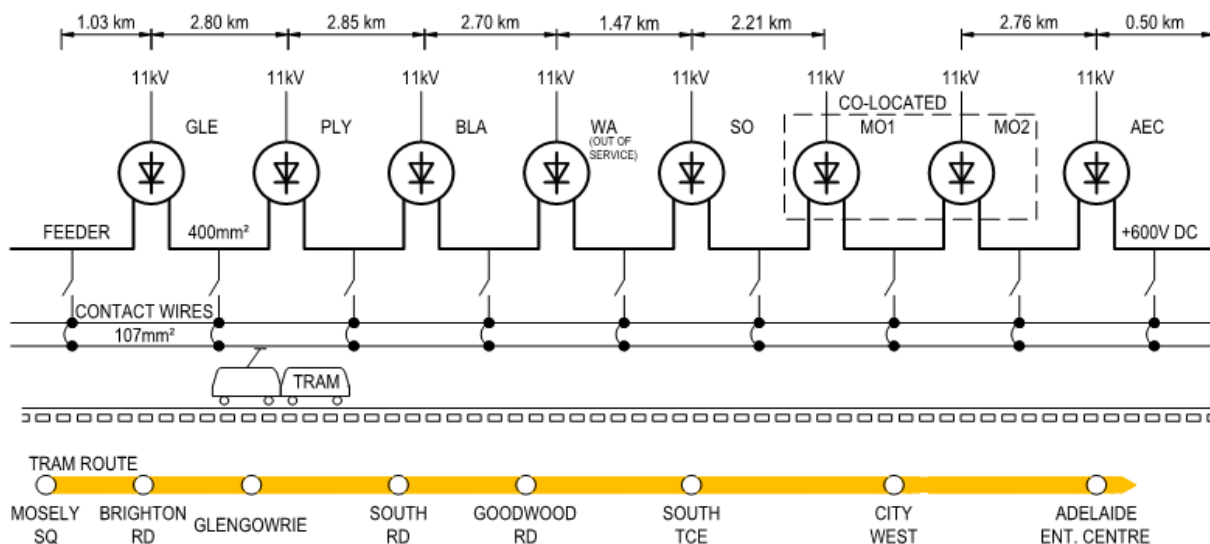 1.03 km 2.80 km 2.85 km 2.70 km 1.47 km 2.21 km 2.76 km 0.50 km
11kV 11kV 11kV 11kV 11kV 11kV 11kV 11kV
CO-LOCATED
GLE PLY BLA WA SO MO1 MO2 AEC
(OUT OF
SERVICE)
FEEDER 400mm² +600V DC
CONTACT WIRES
107mm²
TRAM
TRAM ROUTE
MOSELY BRIGHTON GLENGOWRIE SOUTH GOODWOOD SOUTH CITY ADELAIDE
SQ RD RD RD TCE WEST ENT. CENTRE